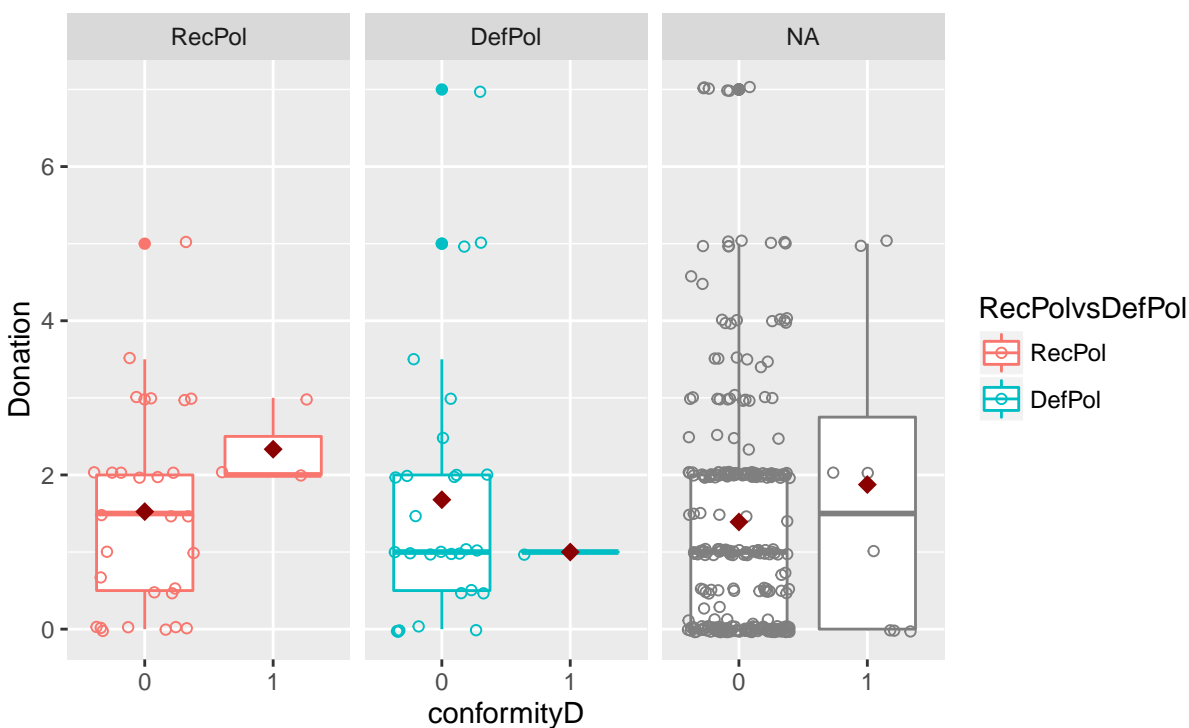 RecPol DefPol NA
6
4
2
0
Donation
0 1 0 1 0 1
conformityD
RecPolvsDefPol
RecPol
DefPol